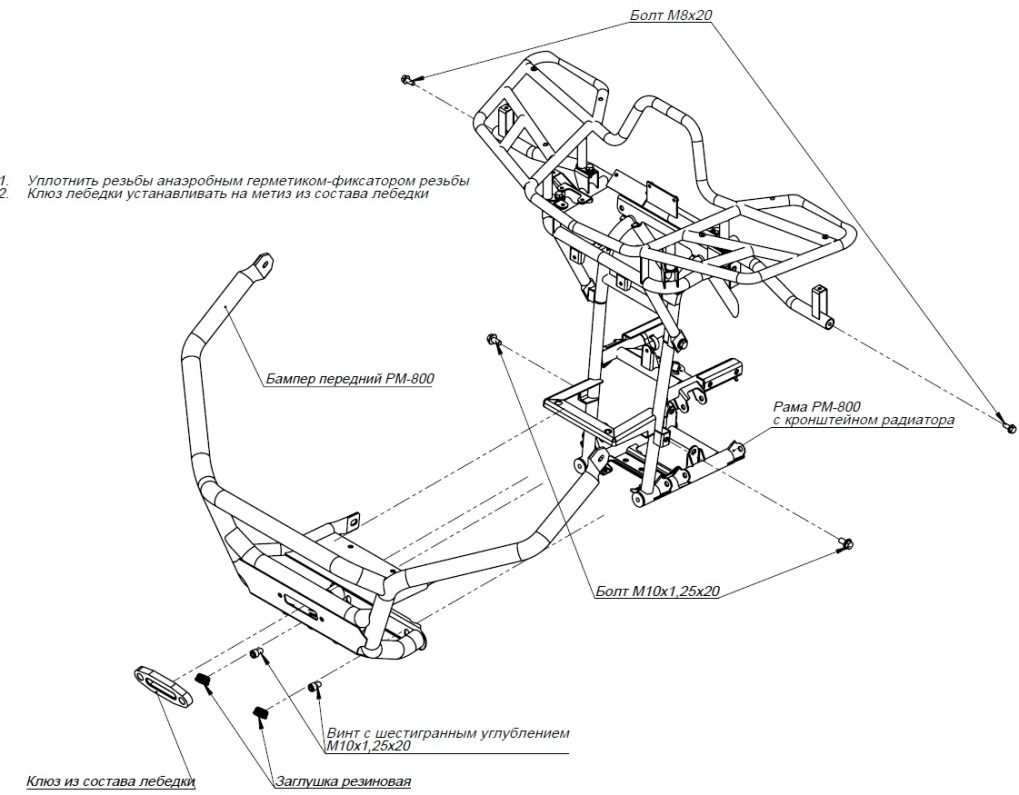 Болт М8х20
1. Уплотнить резьбы анаэробным герметиком-фиксатором резьбы
2. Клюз лебедки устанавливать на метиз из состава лебедки
Бампер передний РМ-800
Рама РМ-800
с кронштейном радиатора
Болт М10х1,25х20
Винт с шестигранным углублением
М10х1,25х20
Клюз из состава лебедки
Заглушка резиновая